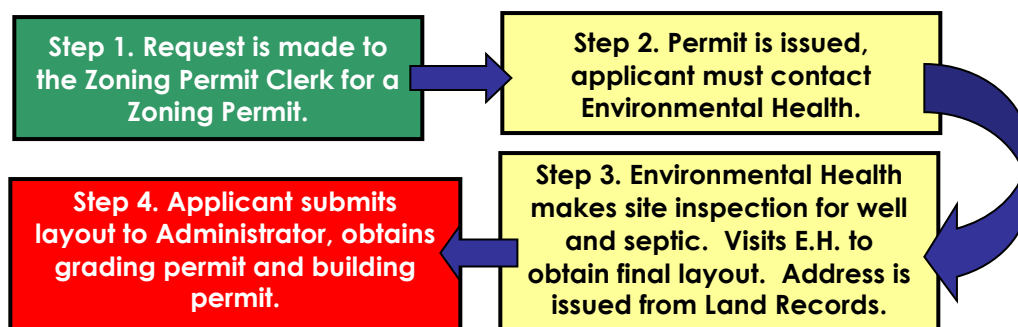 Step 1. Request is made to
the Zoning Permit Clerk for a
Zoning Permit.
Step 2. Permit is issued,
applicant must contact
Environmental Health.
Step 3. Environmental Health
makes site inspection for well
and septic.  Visits E.H. to
obtain final layout.  Address is
issued from Land Records.
Step 4. Applicant submits
layout to Administrator, obtains
grading permit and building
permit.